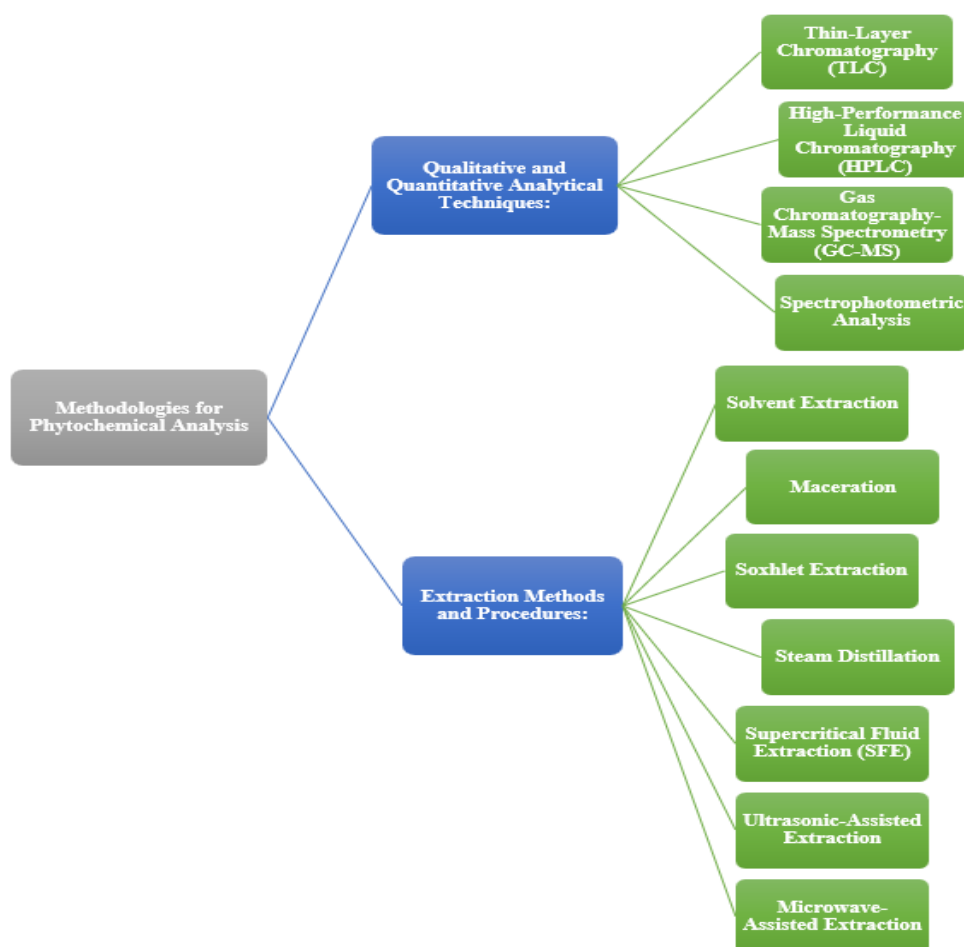 Thin-Layer
Chromatography
(TLC)
High-Performance
Liquid
Chromatography
(HPLC)
Gas
Chromatography-
Mass Spectrometry
(GC-MS)
Spectrophotometric
Analysis
Qualitative and
Quantitative Analytical
Techniques:
Methodologies for
Phytochemical Analysis
Extraction Methods
and Procedures:
Solvent Extraction
Maceration
Soxhlet Extraction
Steam Distillation
Supercritical Fluid
Extraction (SFE)
Ultrasonic-Assisted
Extraction
Microwave-
Assisted Extraction